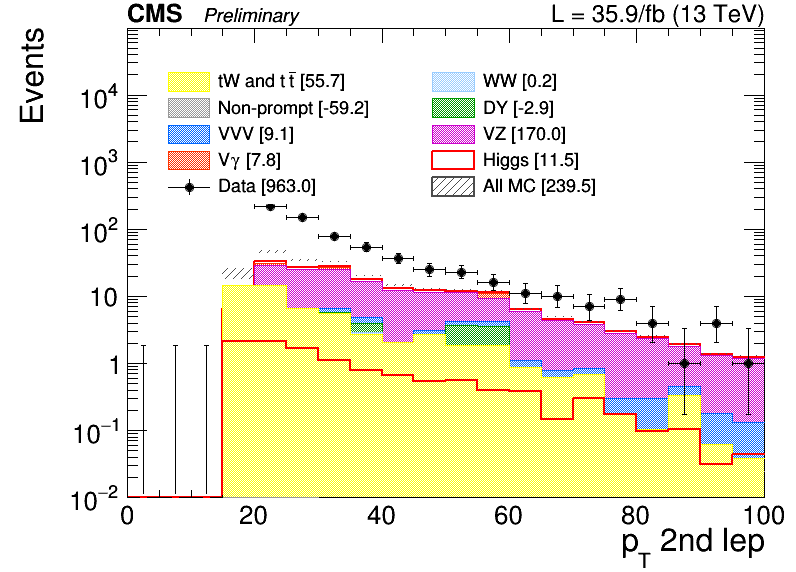 CMS Preliminary L = 35.9/fb (13 TeV)
Events
tW and t t̅ [55.7]
Non-prompt [-59.2]
VVV [9.1]
Vγ [7.8]
Data [963.0]
WW [0.2]
DY [-2.9]
VZ [170.0]
Higgs [11.5]
All MC [239.5]
10⁴
10³
10²
10
1
10⁻¹
10⁻²
0 20 40 60 80 100
p_T 2nd lep